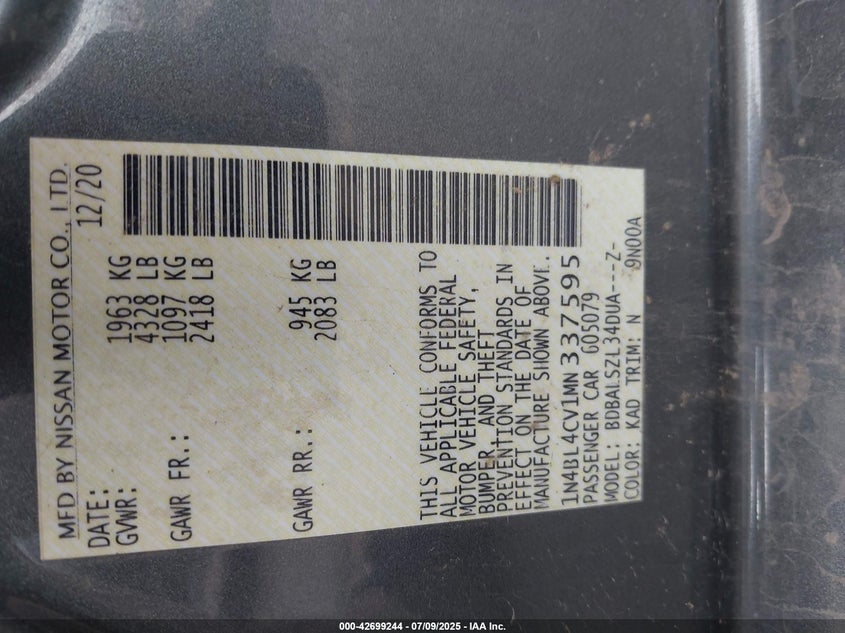 MFD BY NISSAN MOTOR CO., LTD.
DATE: 12/20
GVWR: 1963 KG
4328 LB
GAWR FR.: 1097 KG
2418 LB
GAWR RR.: 945 KG
2083 LB
THIS VEHICLE CONFORMS TO
ALL APPLICABLE FEDERAL
MOTOR VEHICLE SAFETY,
BUMPER AND THEFT
PREVENTION STANDARDS IN
EFFECT ON THE DATE OF
MANUFACTURE SHOWN ABOVE.
1N4BL4CV1MN337595
PASSENGER CAR 605079
MODEL: BDBALSZL34DUA---Z-
COLOR: KAD TRIM: N 9N00A
000-42699244 - 07/09/2025 - IAA Inc.